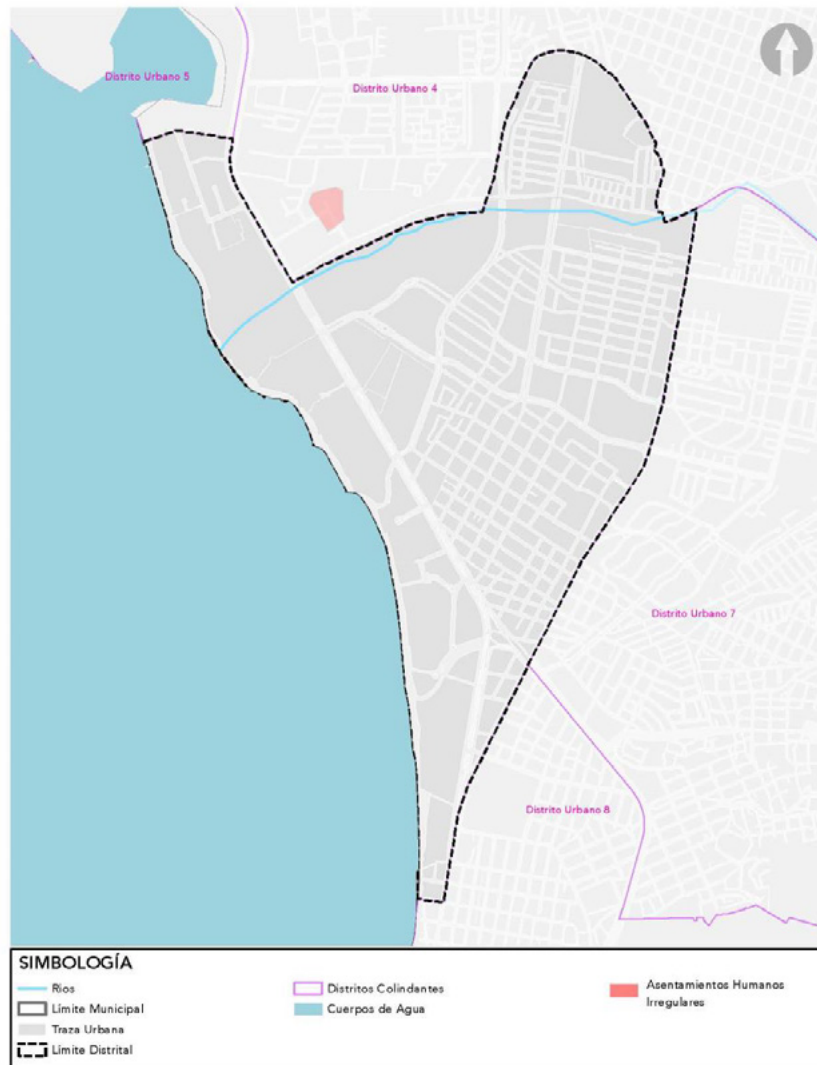 Distrito Urbano 5
Distrito Urbano 4
Distrito Urbano 7
Distrito Urbano 8
SIMBOLOGÍA
Rios
Límite Municipal
Traza Urbana
Límite Distrital
Distritos Colindantes
Cuerpos de Agua
Asentamientos Humanos
Irregulares